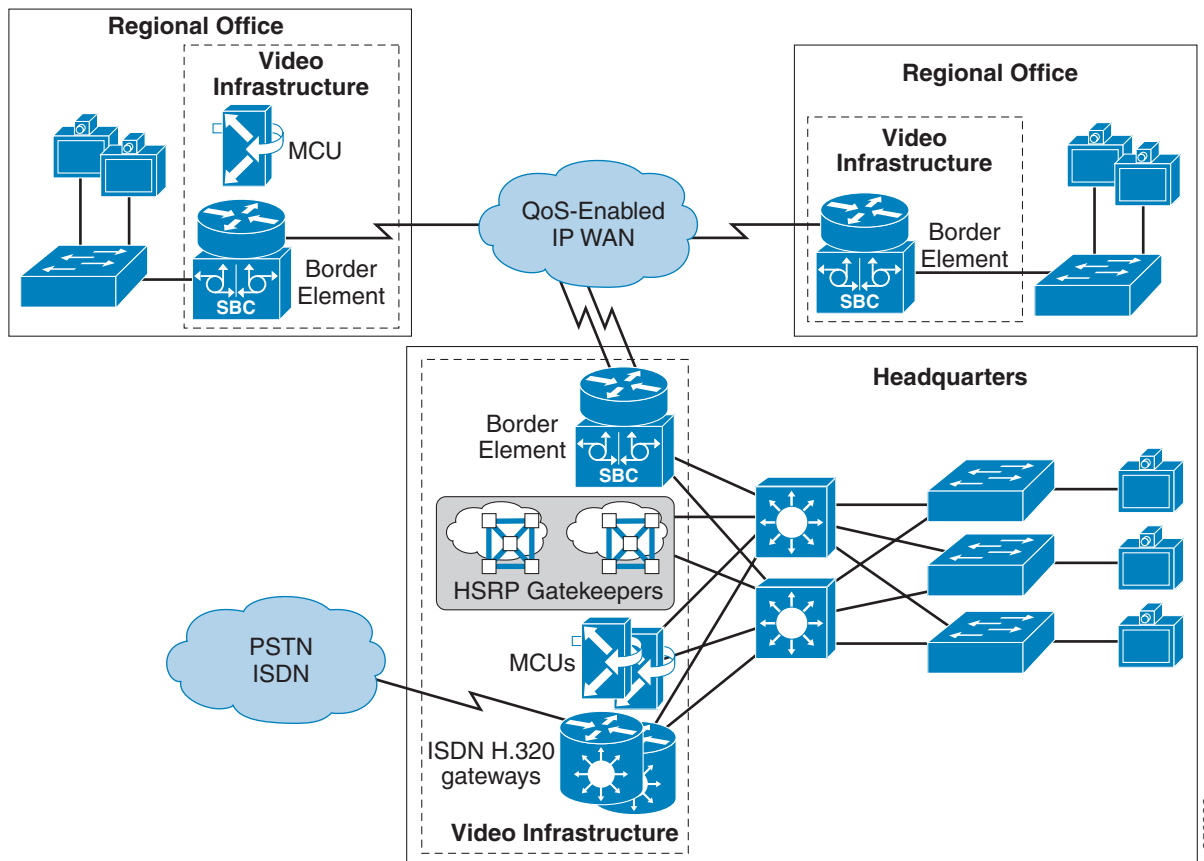 Regional Office
Video
Infrastructure
MCU
Border
Element
SBC
QoS-Enabled
IP WAN
Regional Office
Video
Infrastructure
Border
Element
SBC
Headquarters
Border
Element
SBC
HSRP Gatekeepers
MCUs
PSTN
ISDN
ISDN H.320
gateways
Video Infrastructure